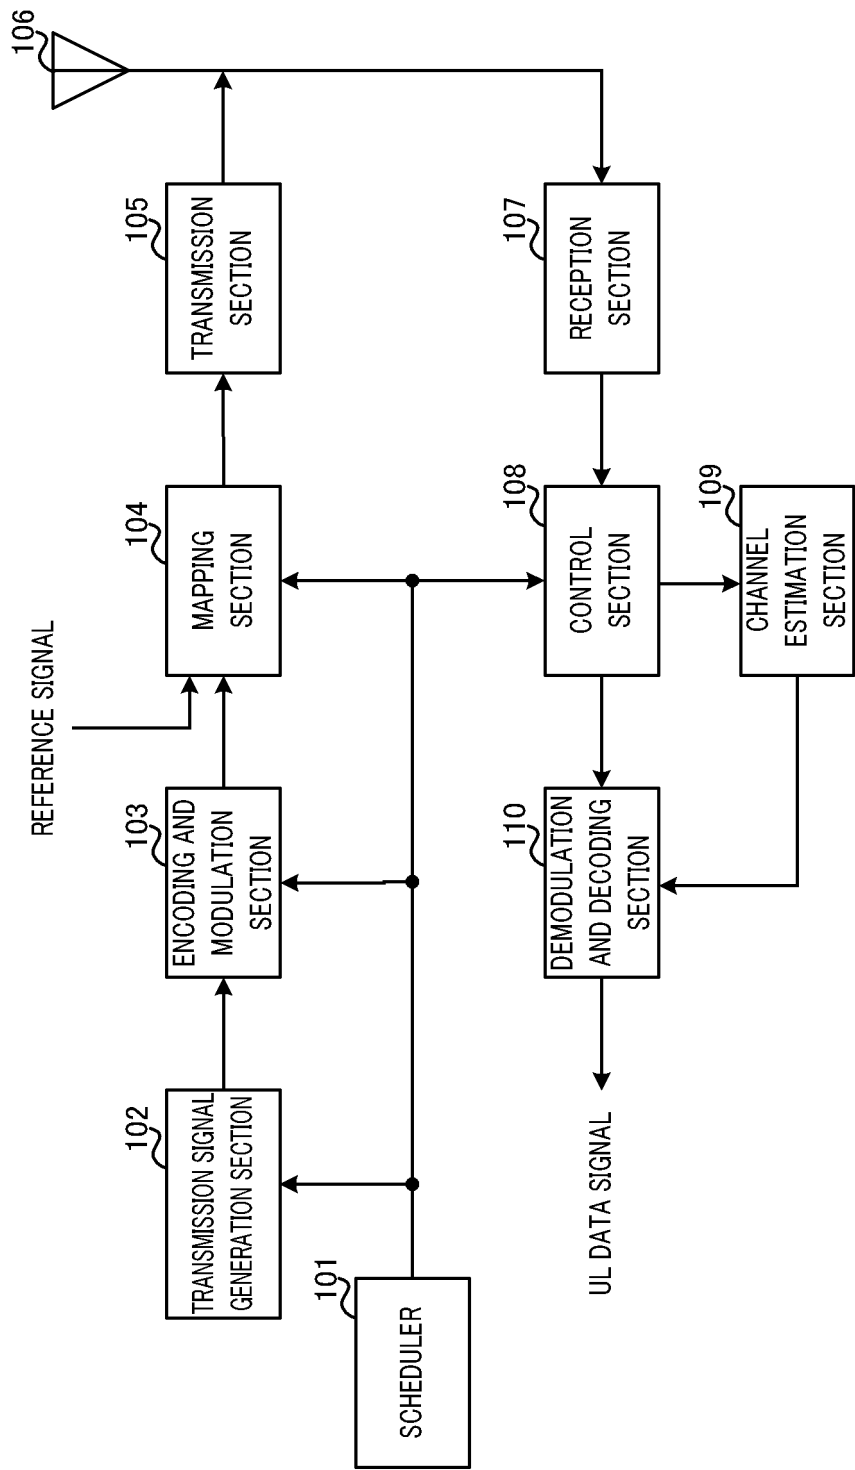 106
105
TRANSMISSION
SECTION
107
RECEPTION
SECTION
104
MAPPING
SECTION
108
CONTROL
SECTION
109
CHANNEL
ESTIMATION
SECTION
REFERENCE SIGNAL
103
ENCODING AND
MODULATION
SECTION
110
DEMODULATION
AND DECODING
SECTION
102
TRANSMISSION SIGNAL
GENERATION SECTION
UL DATA SIGNAL
101
SCHEDULER